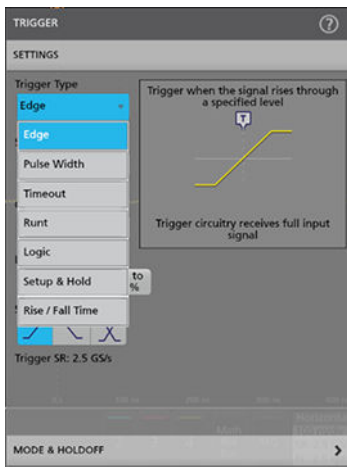 TRIGGER
?
SETTINGS
Trigger Type
Edge
Edge
Pulse Width
Timeout
Runt
Logic
Setup & Hold
Rise / Fall Time
to
%
Trigger when the signal rises through
a specified level
T
Trigger circuitry receives full input
signal
Trigger SR: 2.5 GS/s
MODE & HOLDOFF